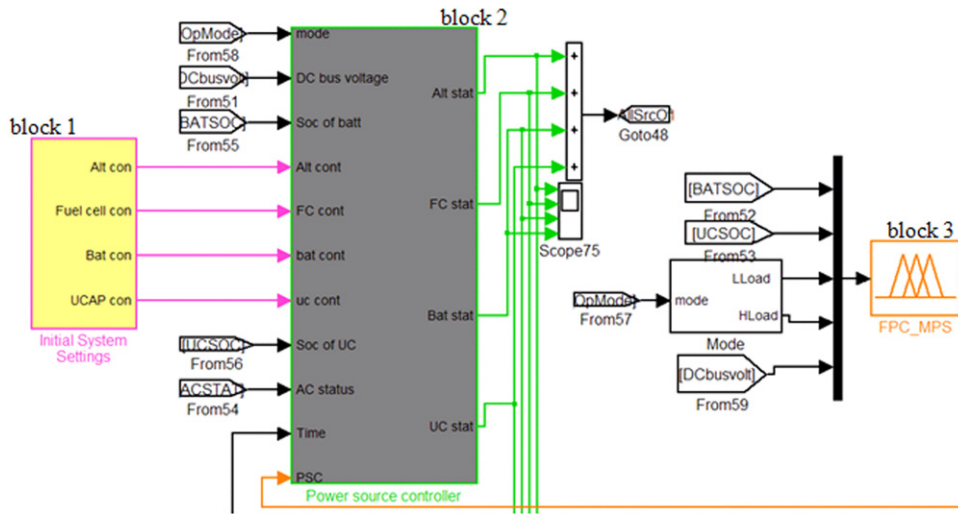 block 2
OpMode]
From58
mode
DCbusvolt]
From51
DC bus voltage
BATSOC]
From55
Soc of batt
block 1
Alt con
Fuel cell con
Bat con
UCAP con
Initial System
Settings
Alt cont
FC cont
bat cont
uc cont
[UCSOC]
From56
Soc of UC
ACSTAT]
From54
AC status
Time
PSC
Power source controller
Alt stat
FC stat
Bat stat
UC stat
+
+
+
+
Goto48
Scope75
[BATSOC]
From52
[UCSOC]
From53
OpMode]
From57
mode
LLoad
HLoad
Mode
[DCbusvolt]
From59
block 3
FPC_MPS